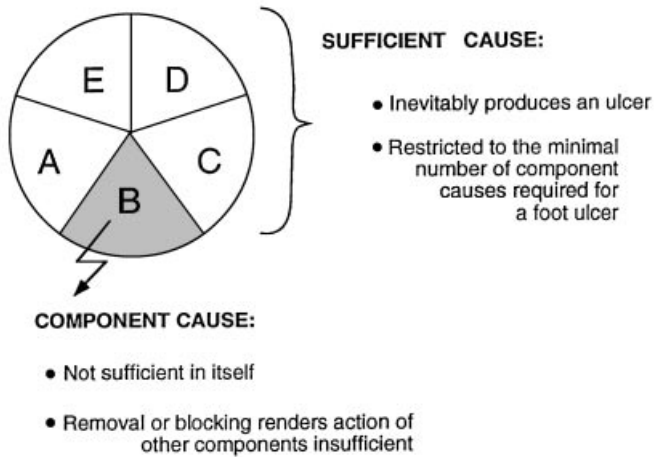 E D
A C
B
SUFFICIENT CAUSE:
• Inevitably produces an ulcer
• Restricted to the minimal
number of component
causes required for
a foot ulcer
COMPONENT CAUSE:
• Not sufficient in itself
• Removal or blocking renders action of
other components insufficient